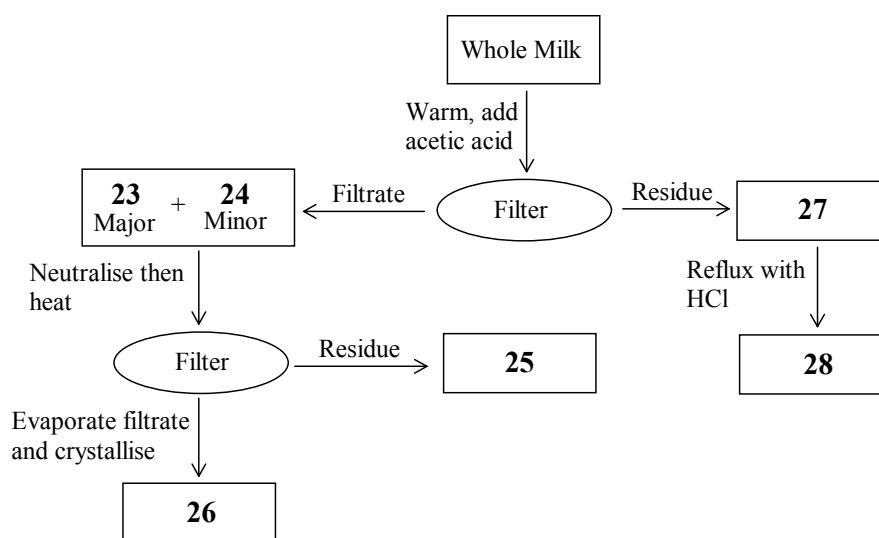 Whole Milk
Warm, add
acetic acid
23 + 24
Major Minor
Filtrate
Filter
Residue
27
Neutralise then
heat
Reflux with
HCl
Filter
Residue
25
28
Evaporate filtrate
and crystallise
26